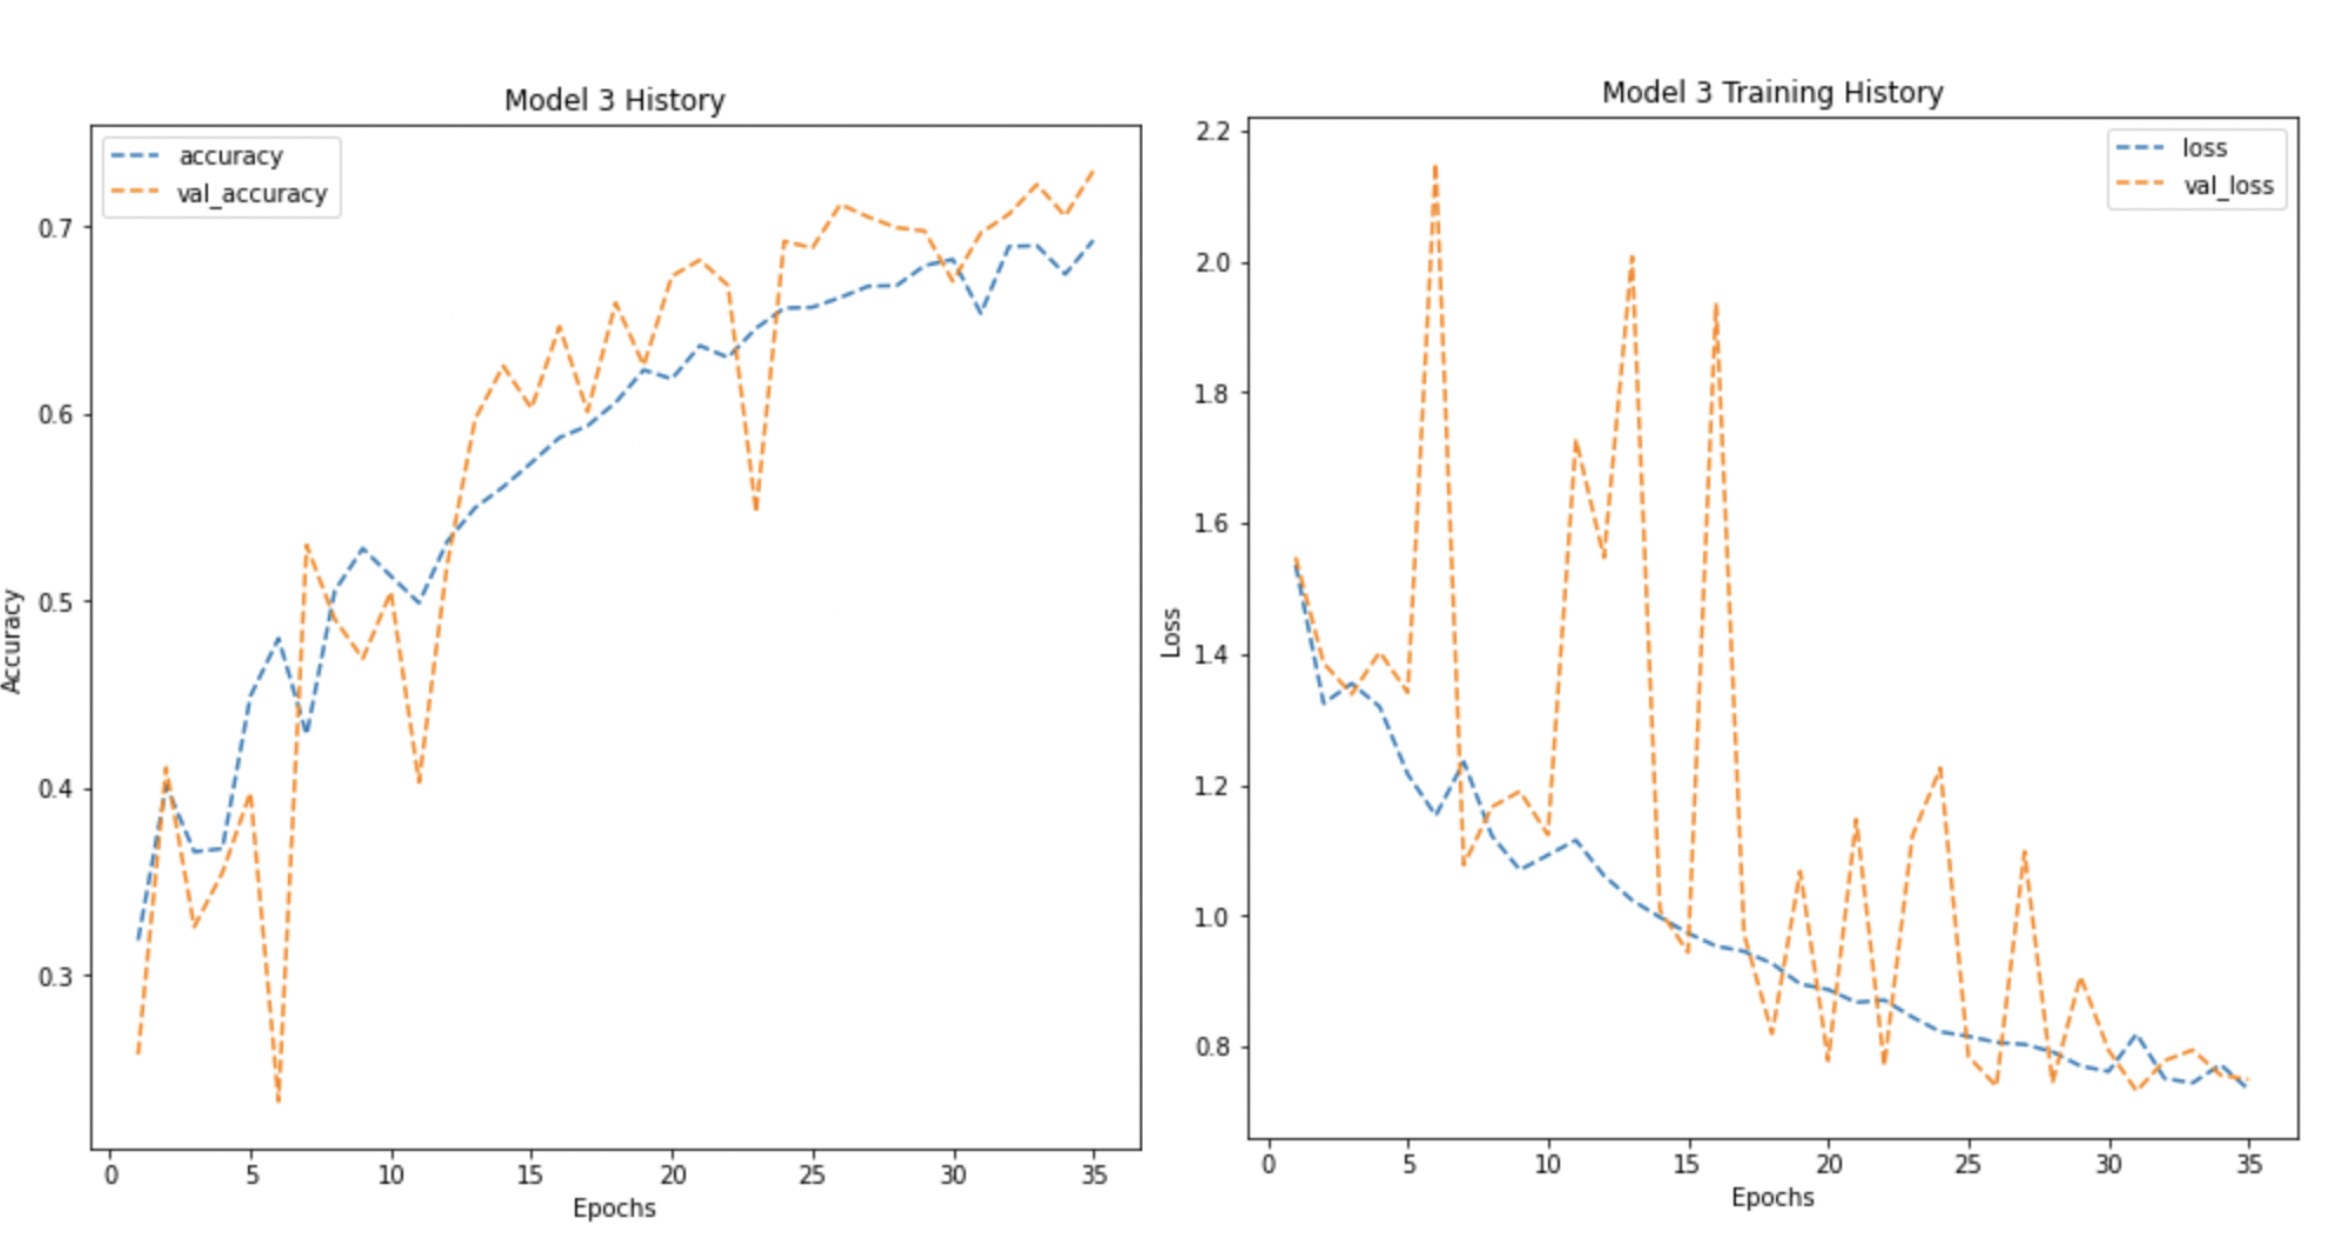 Model 3 History
accuracy
val_accuracy
0.7
0.6
0.5
0.4
0.3
Accuracy
0 5 10 15 20 25 30 35
Epochs
Model 3 Training History
loss
val_loss
2.2
2.0
1.8
1.6
1.4
1.2
1.0
0.8
Loss
0 5 10 15 20 25 30 35
Epochs